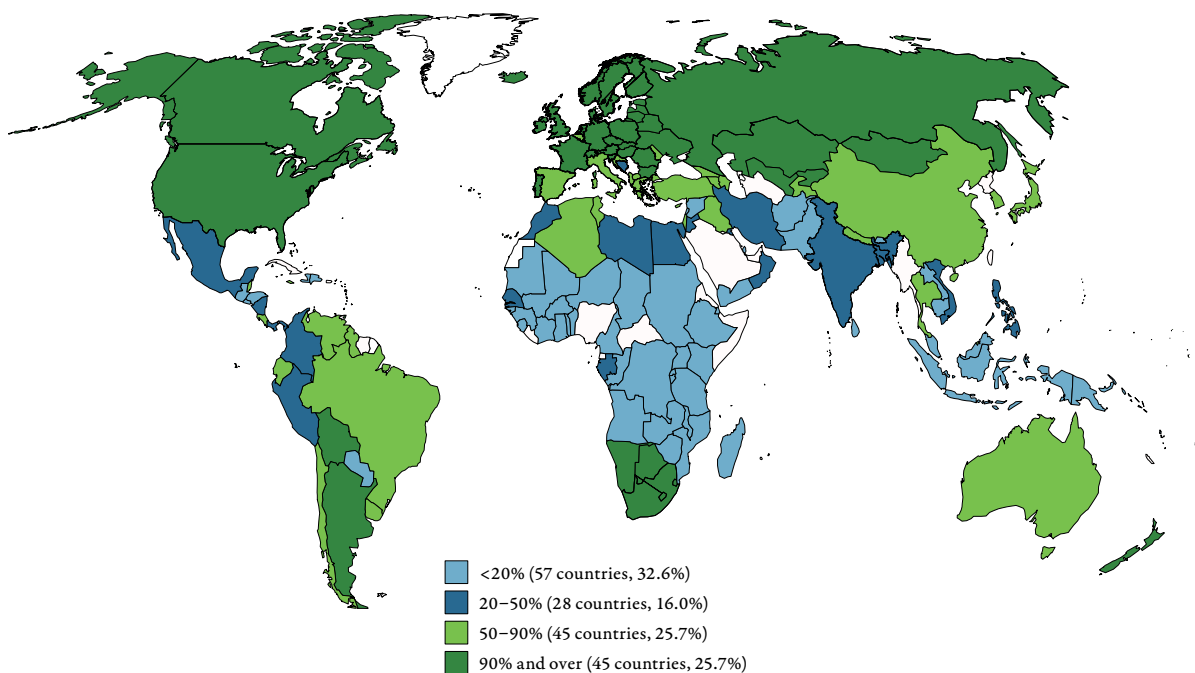 <20% (57 countries, 32.6%)
20–50% (28 countries, 16.0%)
50–90% (45 countries, 25.7%)
90% and over (45 countries, 25.7%)